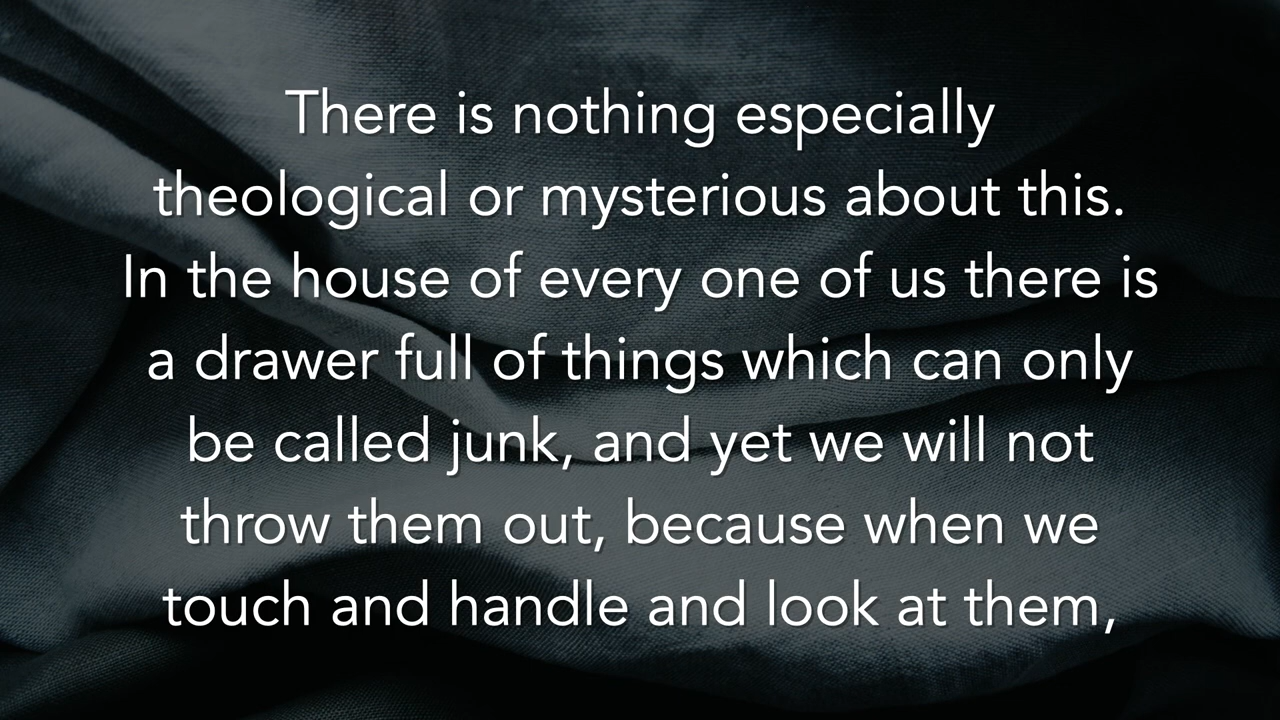 There is nothing especially
theological or mysterious about this.
In the house of every one of us there is
a drawer full of things which can only
be called junk, and yet we will not
throw them out, because when we
touch and handle and look at them,